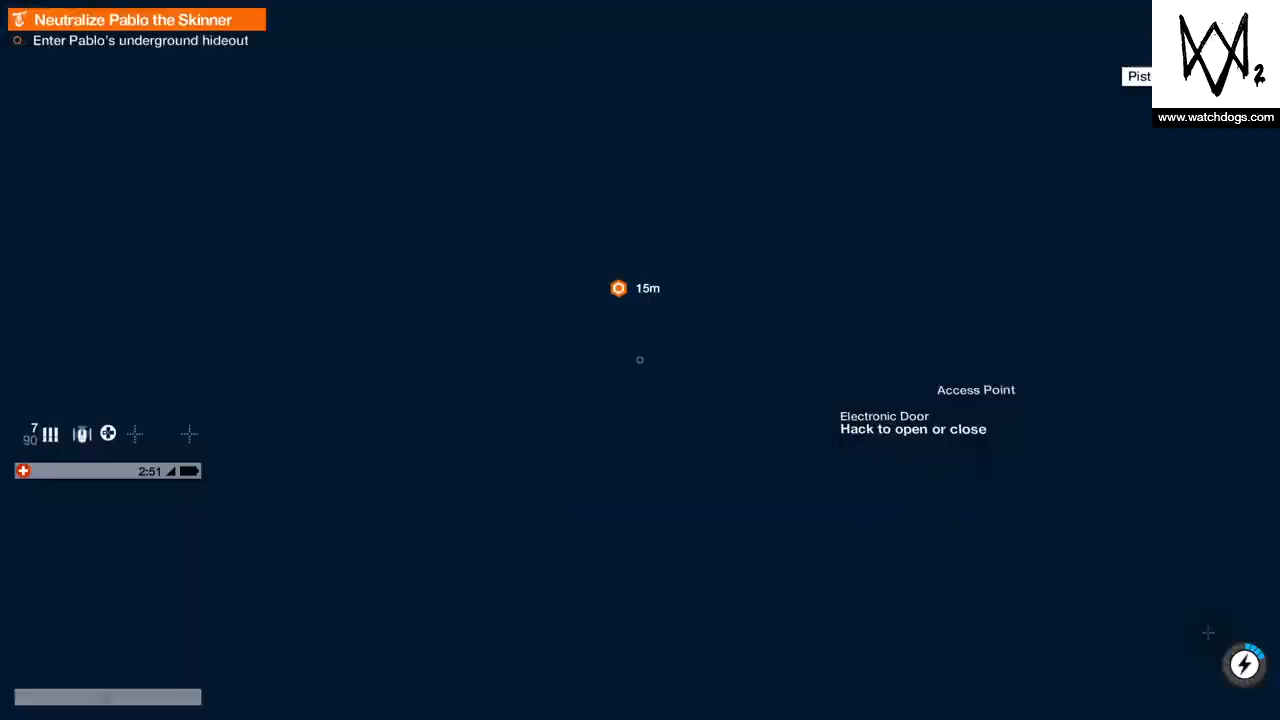 Neutralize Pablo the Skinner
Enter Pablo's underground hideout
2
www.watchdogs.com
15m
Access Point
Electronic Door
Hack to open or close
7
90
2:51